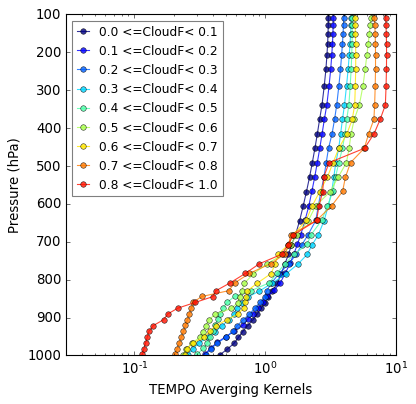 100
200
300
400
500
600
700
800
900
1000
Pressure (hPa)
0.0 <=CloudF< 0.1
0.1 <=CloudF< 0.2
0.2 <=CloudF< 0.3
0.3 <=CloudF< 0.4
0.4 <=CloudF< 0.5
0.5 <=CloudF< 0.6
0.6 <=CloudF< 0.7
0.7 <=CloudF< 0.8
0.8 <=CloudF< 1.0
10⁻¹ 10⁰ 10¹
TEMPO Averging Kernels